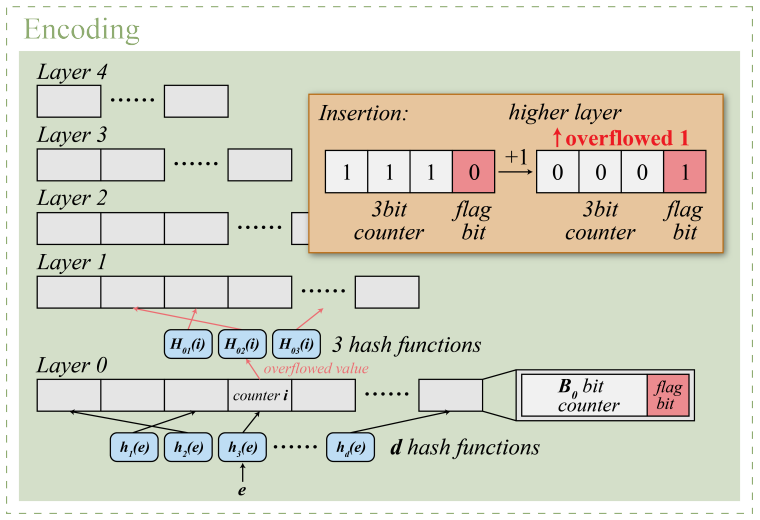 Encoding
Layer 4
......
Layer 3
......
Layer 2
......
Insertion:
higher layer
overflowed 1
1 1 1 0
+1
0 0 0 1
3bit counter
flag bit
3bit counter
flag bit
Layer 1
......
H₀₁(i) H₀₂(i) H₀₃(i) 3 hash functions
overflowed value
Layer 0
counter i
......
B₀ bit counter
flag bit
h₁(e) h₂(e) h₃(e) ...... h_d(e) d hash functions
e